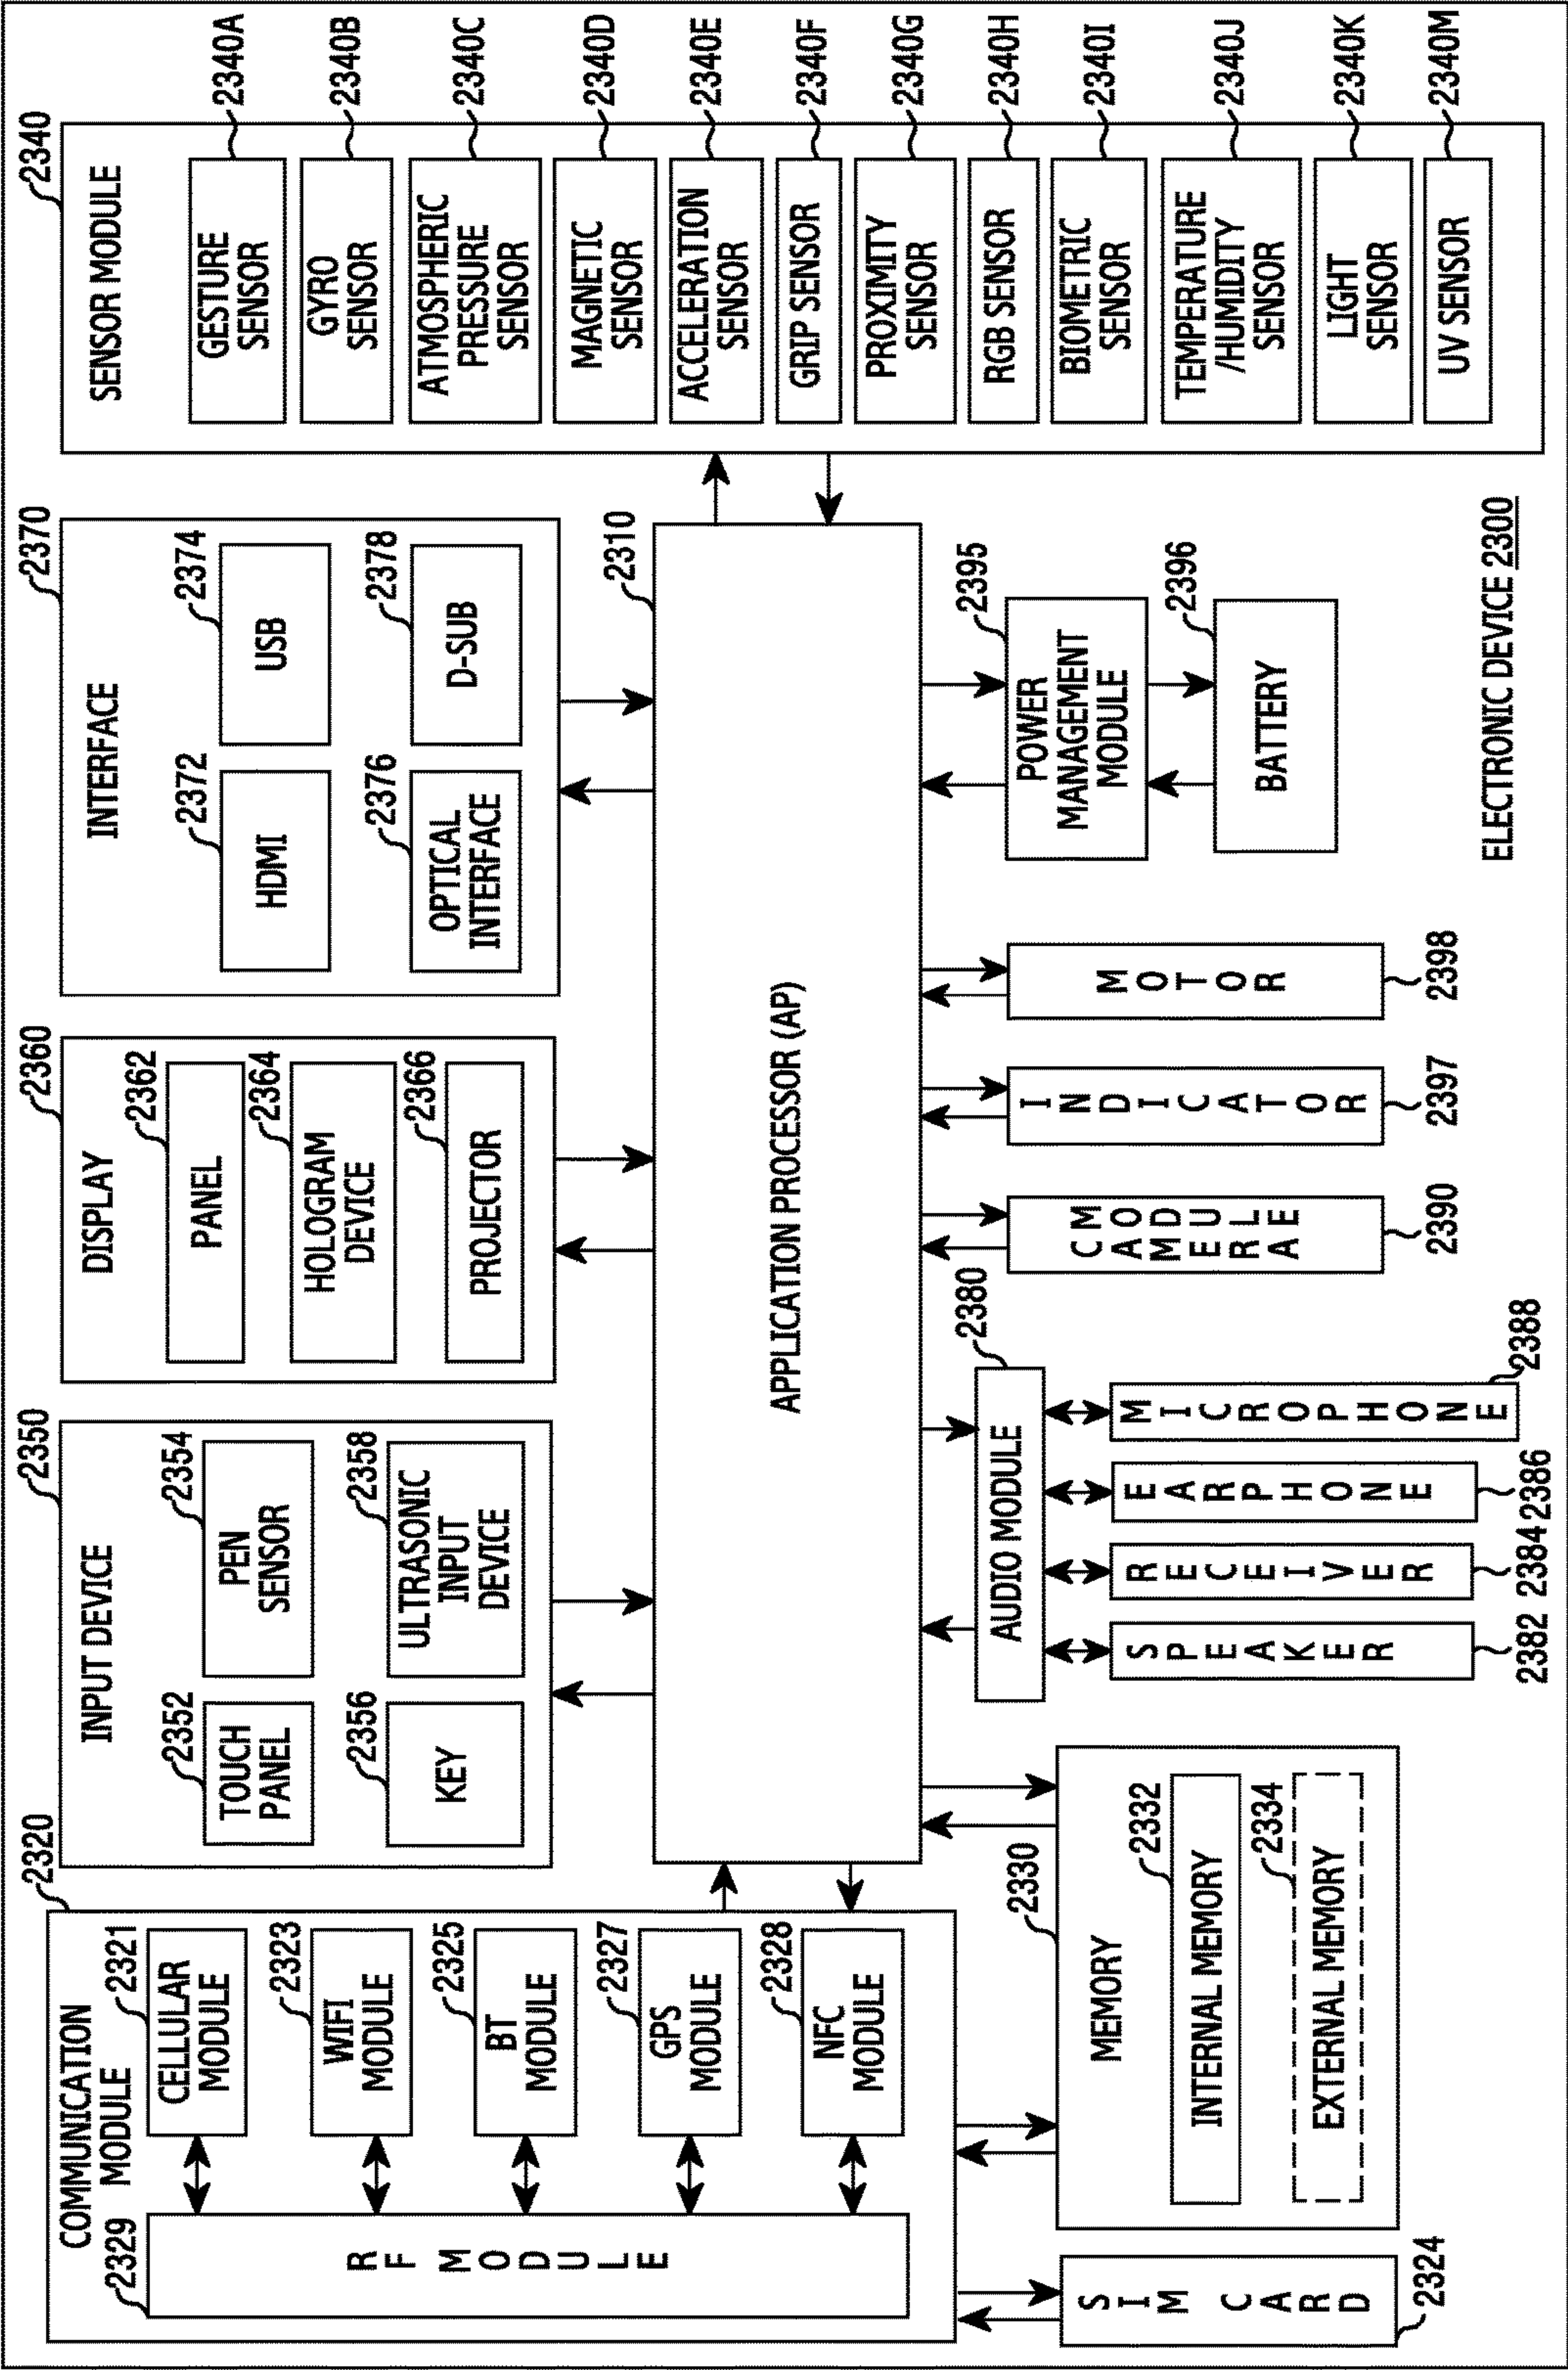 COMMUNICATION
MODULE
2320
2329
RF MODULE
2321
CELLULAR
MODULE
2323
WIFI
MODULE
2325
BT
MODULE
2327
GPS
MODULE
2328
NFC
MODULE
SIM CARD
2324
INPUT DEVICE
2350
2352
TOUCH
PANEL
2354
PEN
SENSOR
2356
KEY
2358
ULTRASONIC
INPUT
DEVICE
DISPLAY
2360
2362
PANEL
2364
HOLOGRAM
DEVICE
2366
PROJECTOR
INTERFACE
2370
2372
HDMI
2374
USB
2376
OPTICAL
INTERFACE
2378
D-SUB
SENSOR MODULE
2340
GESTURE
SENSOR
2340A
GYRO
SENSOR
2340B
ATMOSPHERIC
PRESSURE
SENSOR
2340C
MAGNETIC
SENSOR
2340D
ACCELERATION
SENSOR
2340E
GRIP SENSOR
2340F
PROXIMITY
SENSOR
2340G
RGB SENSOR
2340H
BIOMETRIC
SENSOR
2340I
TEMPERATURE
/HUMIDITY
SENSOR
2340J
LIGHT
SENSOR
2340K
UV SENSOR
2340M
2310
APPLICATION PROCESSOR (AP)
2330
MEMORY
2332
INTERNAL MEMORY
2334
EXTERNAL MEMORY
2380
AUDIO MODULE
SPEAKER
2382
RECEIVER
2384
EARPHONE
2386
MICROPHONE
2388
CAMERA
MODULE
2390
INDICATOR
2397
MOTOR
2398
2395
POWER
MANAGEMENT
MODULE
2396
BATTERY
ELECTRONIC DEVICE 2300